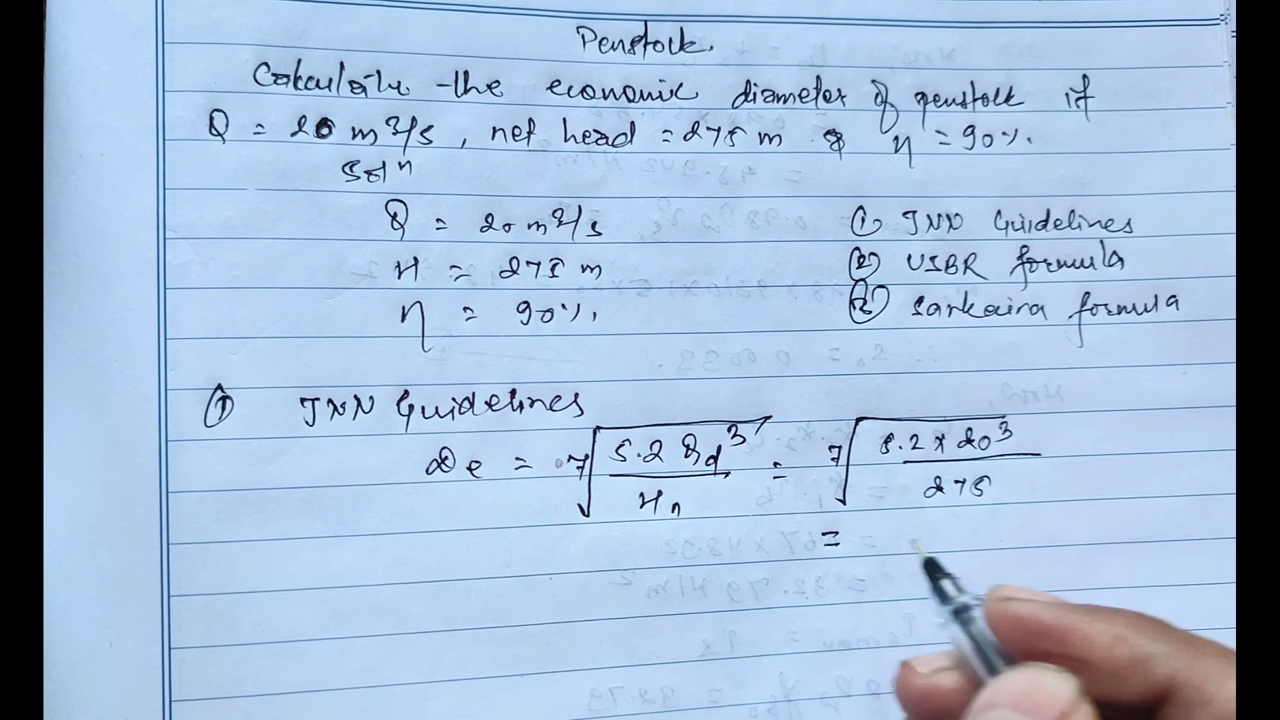 Penstock.
Calculate the economic diameter of penstock if
Q = 20 m³/s, net head = 275 m & η = 90%.
Solⁿ
Q = 20 m³/s
H = 275 m
η = 90%.
① JNN Guidelines
② USBR formula
③ Sarkaira formula
① JNN Guidelines
De = ⁷√(5.2 Qd³ / Hn) = ⁷√(5.2 × 20³ / 275)
=